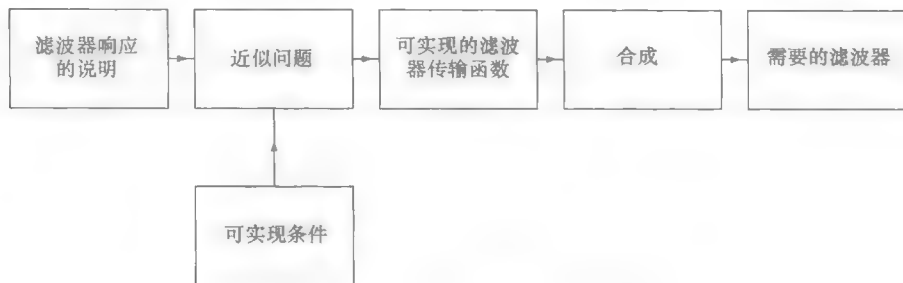 滤波器响应
的说明
近似问题
可实现的滤波
器传输函数
合成
需要的滤波器
可实现条件